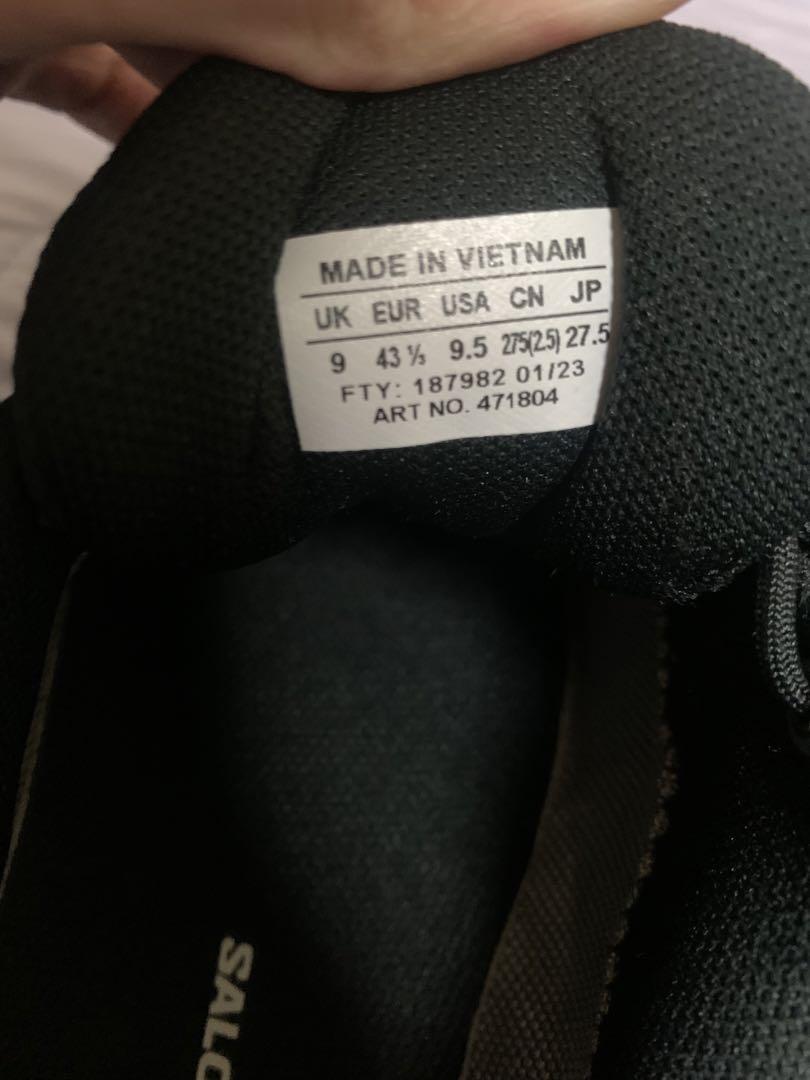 MADE IN VIETNAM
UK EUR USA CN JP
9 43 ⅓ 9.5 275(2.5) 27.5
FTY: 187982 01/23
ART NO. 471804
SALO